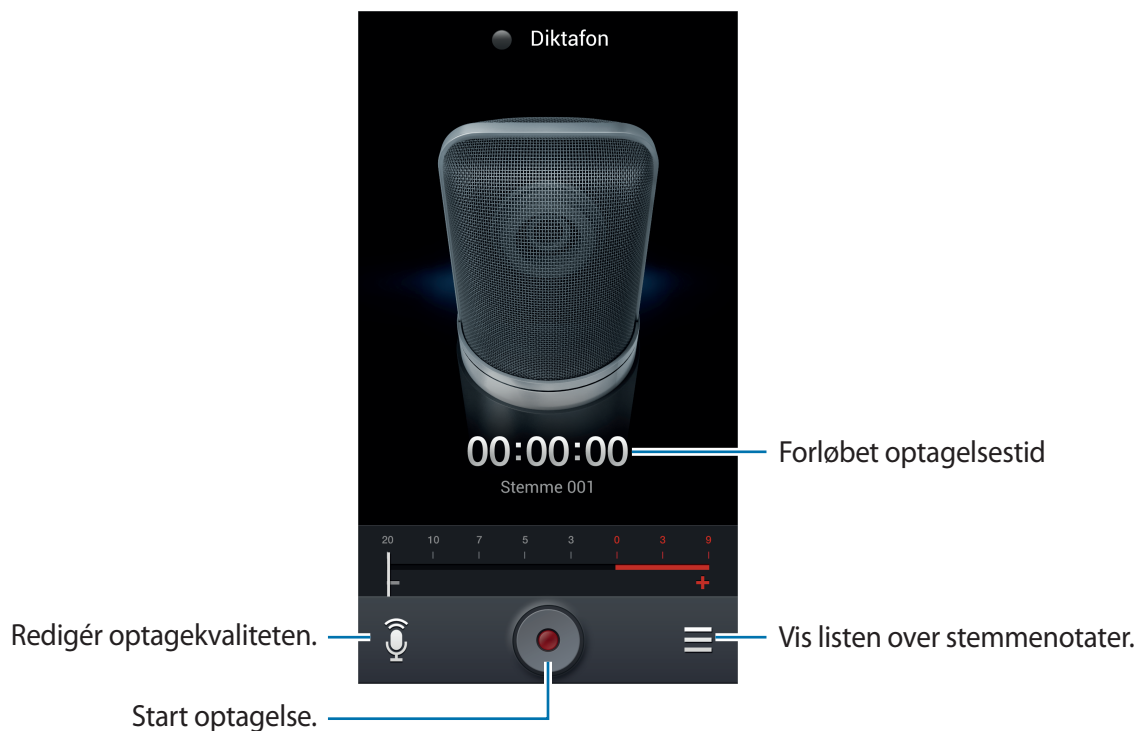 Diktafon
00:00:00
Forløbet optagelsestid
Stemme 001
20 10 7 5 3 0 3 9
− +
Redigér optagekvaliteten.
Vis listen over stemmenotater.
Start optagelse.